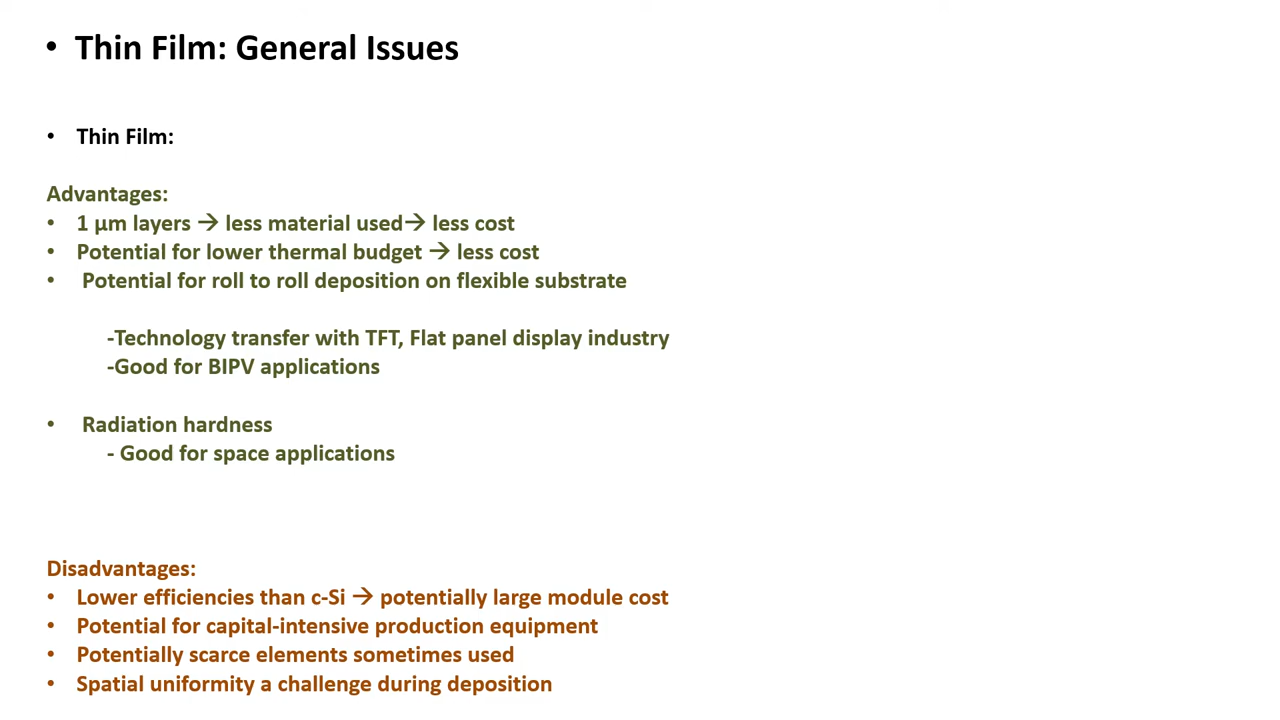 • Thin Film: General Issues
• Thin Film:
Advantages:
• 1 µm layers → less material used→ less cost
• Potential for lower thermal budget → less cost
• Potential for roll to roll deposition on flexible substrate
-Technology transfer with TFT, Flat panel display industry
-Good for BIPV applications
• Radiation hardness
- Good for space applications
Disadvantages:
• Lower efficiencies than c-Si → potentially large module cost
• Potential for capital-intensive production equipment
• Potentially scarce elements sometimes used
• Spatial uniformity a challenge during deposition